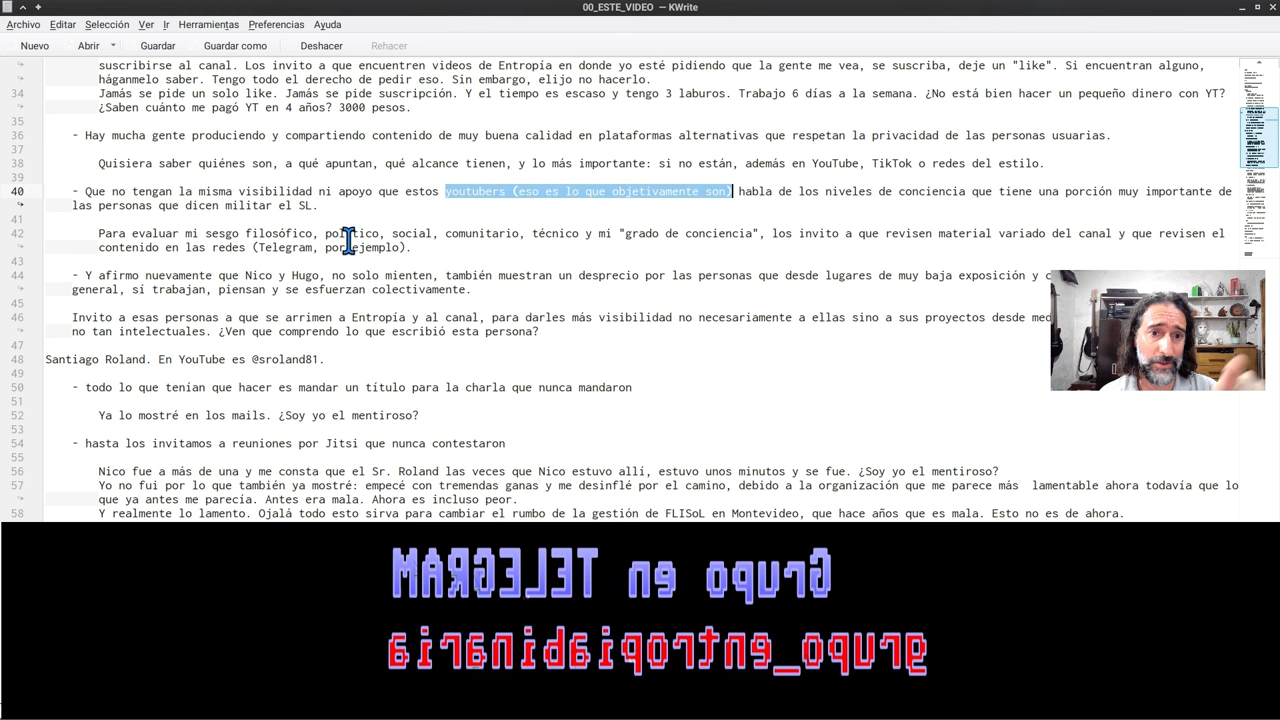 00_ESTE_VIDEO — KWrite
Archivo Editar Selección Ver Ir Herramientas Preferencias Ayuda
Nuevo Abrir Guardar Guardar como Deshacer Rehacer
suscribirse al canal. Los invito a que encuentren videos de Entropía en donde yo esté pidiendo que la gente me vea, se suscriba, deje un "like". Si encuentran alguno,
háganmelo saber. Tengo todo el derecho de pedir eso. Sin embargo, elijo no hacerlo.
34 Jamás se pide un solo like. Jamás se pide suscripción. Y el tiempo es escaso y tengo 3 laburos. Trabajo 6 días a la semana. ¿No está bien hacer un pequeño dinero con YT?
¿Saben cuánto me pagó YT en 4 años? 3000 pesos.
35
36 - Hay mucha gente produciendo y compartiendo contenido de muy buena calidad en plataformas alternativas que respetan la privacidad de las personas usuarias.
37
38 Quisiera saber quiénes son, a qué apuntan, qué alcance tienen, y lo más importante: si no están, además en YouTube, TikTok o redes del estilo.
39
40 - Que no tengan la misma visibilidad ni apoyo que estos youtubers (eso es lo que objetivamente son) habla de los niveles de conciencia que tiene una porción muy importante de
las personas que dicen militar el SL.
41
42 Para evaluar mi sesgo filosófico, político, social, comunitario, técnico y mi "grado de conciencia", los invito a que revisen material variado del canal y que revisen el
contenido en las redes (Telegram, por ejemplo).
43
44 - Y afirmo nuevamente que Nico y Hugo, no solo mienten, también muestran un desprecio por las personas que desde lugares de muy baja exposición y
general, sí trabajan, piensan y se esfuerzan colectivamente.
45
46 Invito a esas personas a que se arrimen a Entropía y al canal, para darles más visibilidad no necesariamente a ellas sino a sus proyectos desde
no tan intelectuales. ¿Ven que comprendo lo que escribió esta persona?
47
48 Santiago Roland. En YouTube es @sroland81.
49
50 - todo lo que tenían que hacer es mandar un título para la charla que nunca mandaron
51
52 Ya lo mostré en los mails. ¿Soy yo el mentiroso?
53
54 - hasta los invitamos a reuniones por Jitsi que nunca contestaron
55
56 Nico fue a más de una y me consta que el Sr. Roland las veces que Nico estuvo allí, estuvo unos minutos y se fue. ¿Soy yo el mentiroso?
57 Yo no fui por lo que también ya mostré: empecé con tremendas ganas y me desinflé por el camino, debido a la organización que me parece más lamentable ahora todavía que lo
que ya antes me parecía. Antes era mala. Ahora es incluso peor.
58 Y realmente lo lamento. Ojalá todo esto sirva para cambiar el rumbo de la gestión de FLISoL en Montevideo, que hace años que es mala. Esto no es de ahora.
Grupo en TELEGRAM
grupo_entropiabinaria